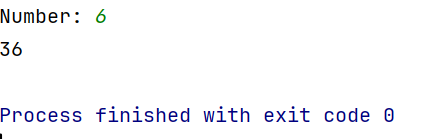 Number: 6
36
Process finished with exit code 0